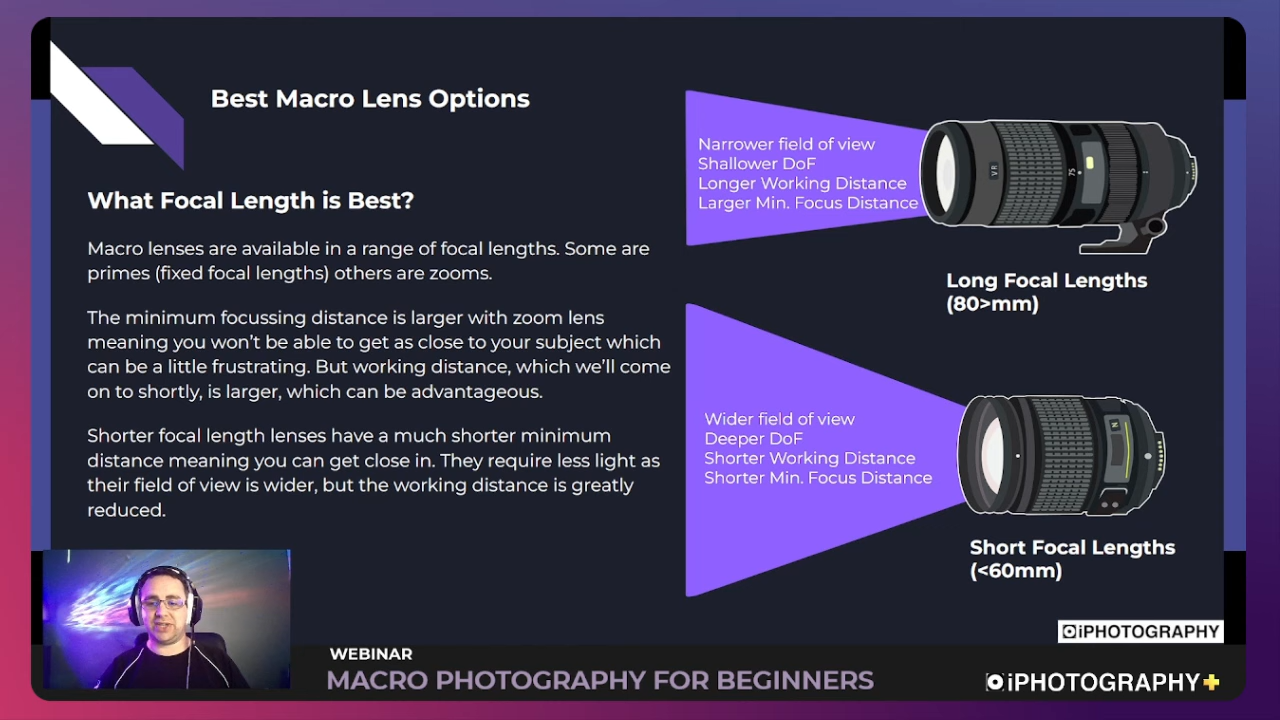 Best Macro Lens Options
What Focal Length is Best?
Macro lenses are available in a range of focal lengths. Some are
primes (fixed focal lengths) others are zooms.
The minimum focussing distance is larger with zoom lens
meaning you won't be able to get as close to your subject which
can be a little frustrating. But working distance, which we'll come
on to shortly, is larger, which can be advantageous.
Shorter focal length lenses have a much shorter minimum
distance meaning you can get close in. They require less light as
their field of view is wider, but the working distance is greatly
reduced.
Narrower field of view
Shallower DoF
Longer Working Distance
Larger Min. Focus Distance
VR
75
Long Focal Lengths
(80>mm)
Wider field of view
Deeper DoF
Shorter Working Distance
Shorter Min. Focus Distance
N
Short Focal Lengths
(<60mm)
iPHOTOGRAPHY
WEBINAR
MACRO PHOTOGRAPHY FOR BEGINNERS
iPHOTOGRAPHY+